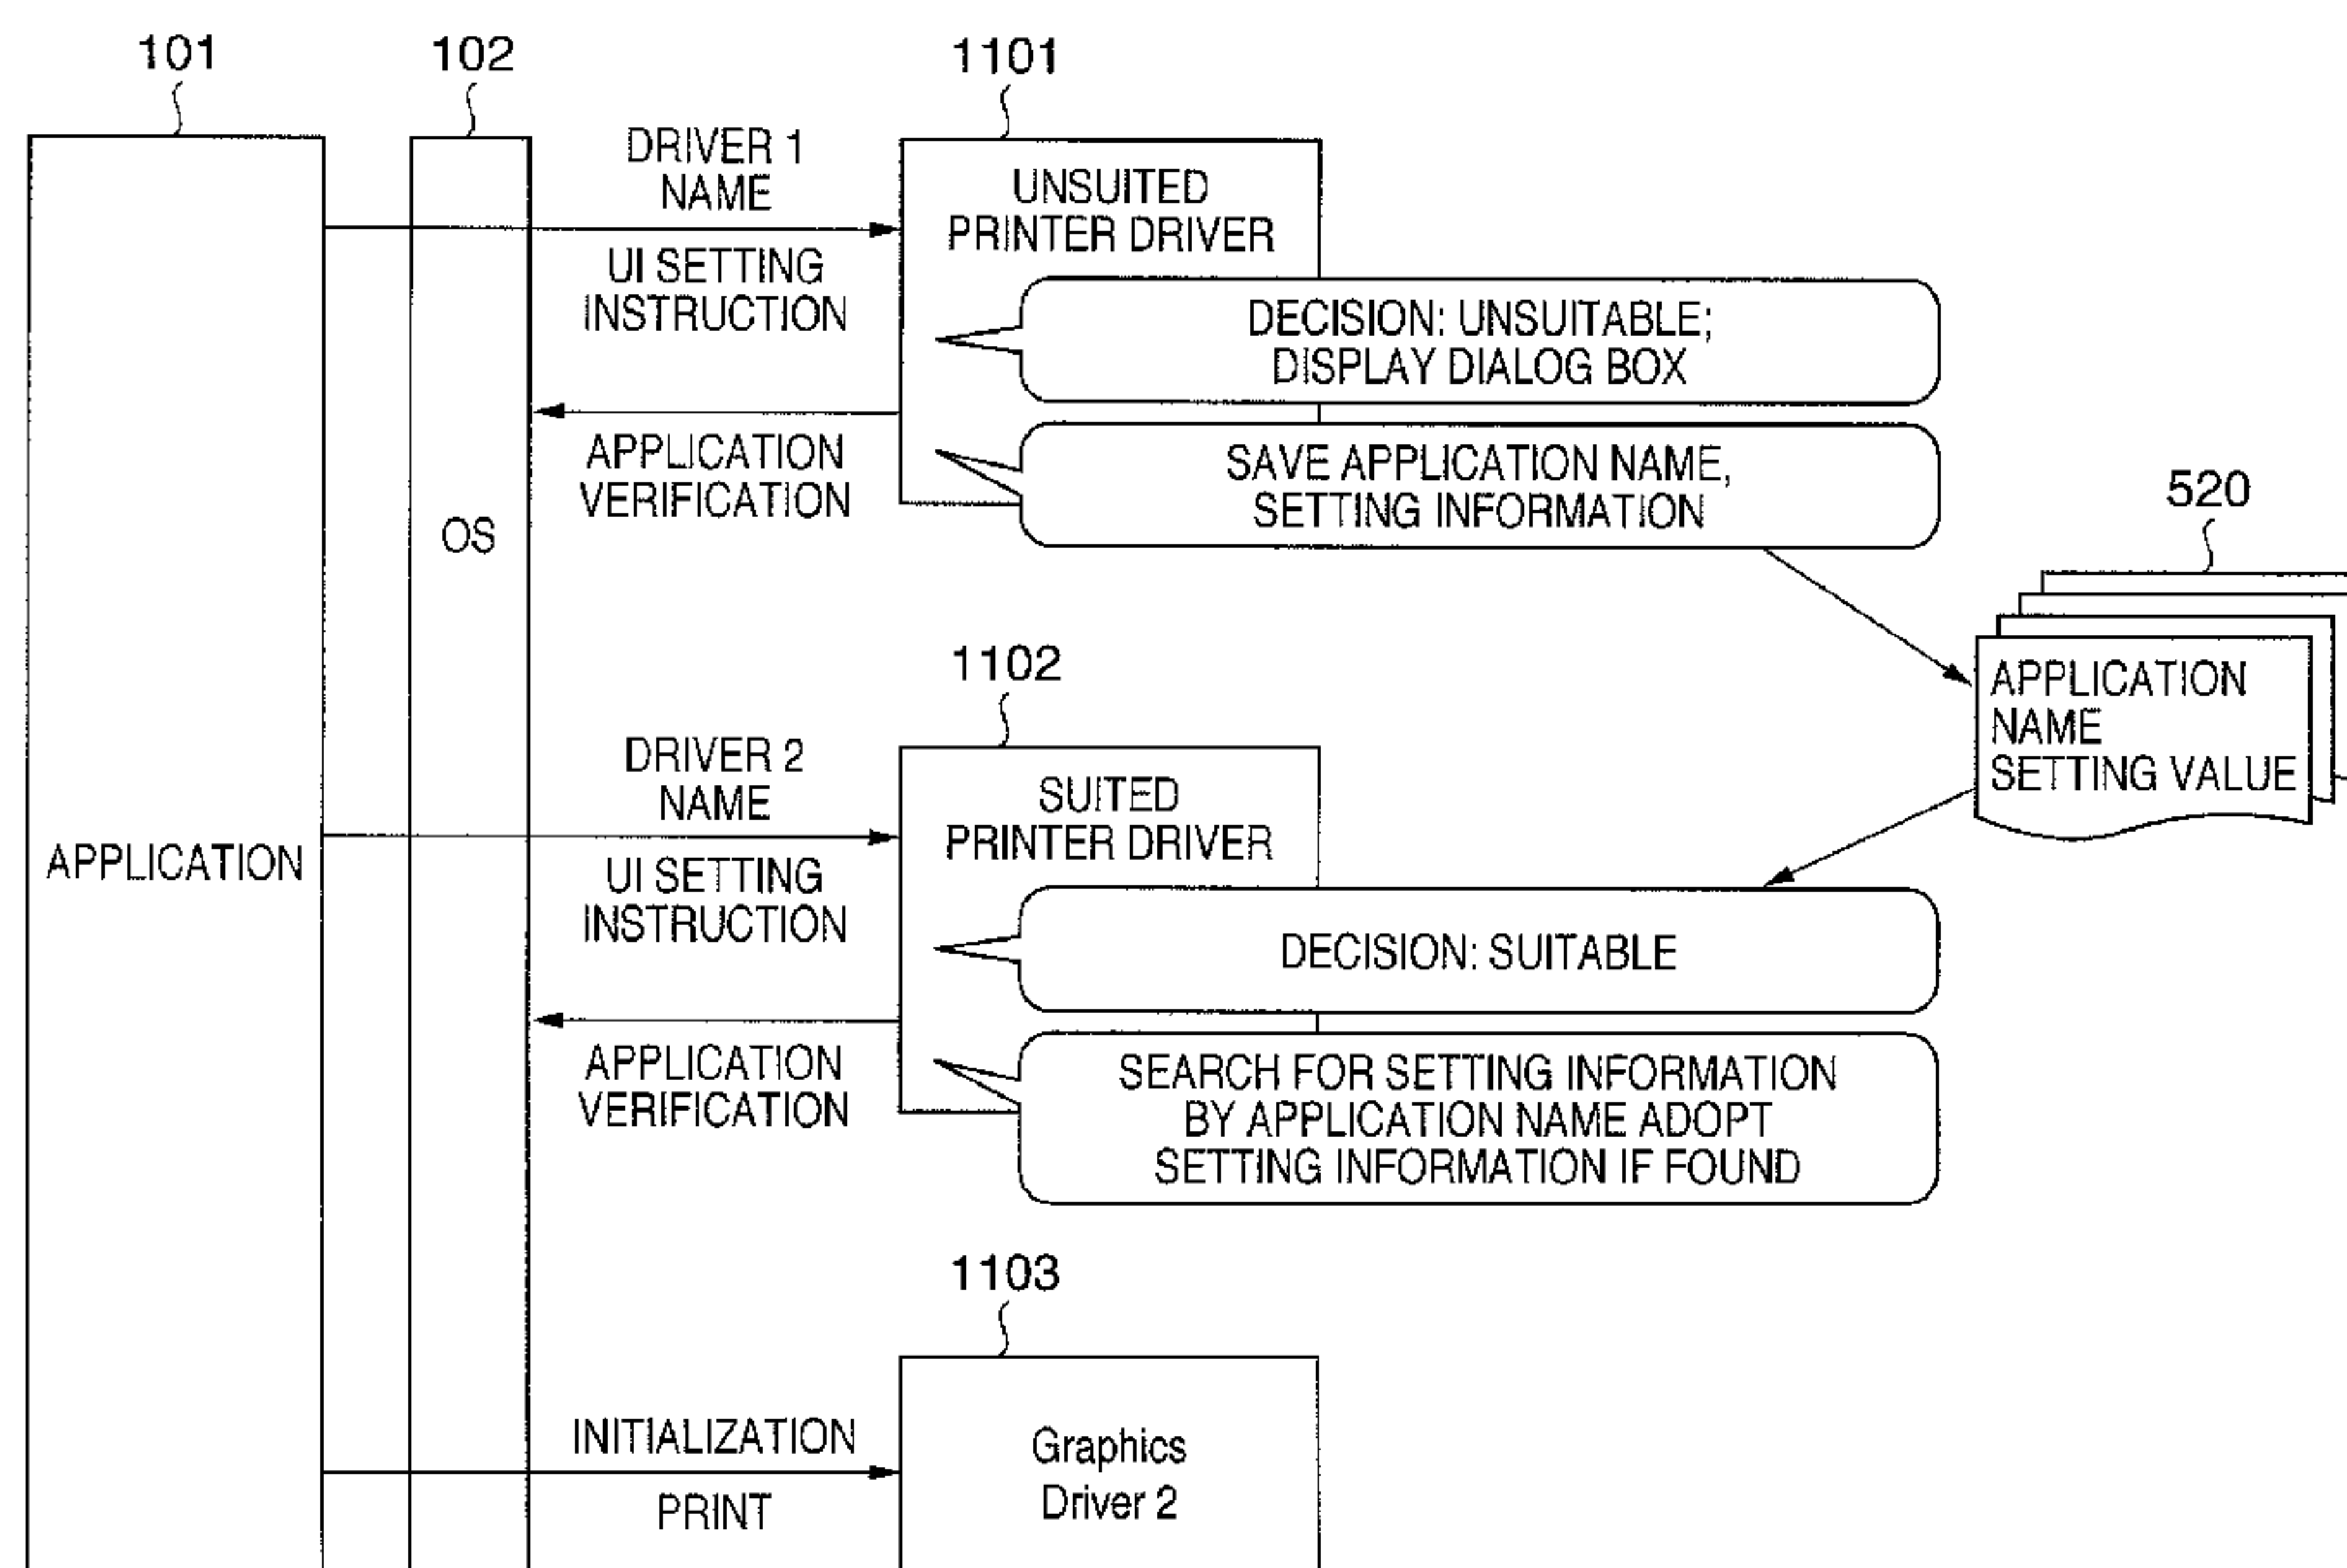 101
102
1101
DRIVER 1
NAME
UNSUITED
PRINTER DRIVER
UI SETTING
INSTRUCTION
DECISION: UNSUITABLE;
DISPLAY DIALOG BOX
APPLICATION
VERIFICATION
SAVE APPLICATION NAME,
SETTING INFORMATION
OS
520
APPLICATION
NAME
SETTING VALUE
1102
DRIVER 2
NAME
SUITED
PRINTER DRIVER
APPLICATION
UI SETTING
INSTRUCTION
DECISION: SUITABLE
APPLICATION
VERIFICATION
SEARCH FOR SETTING INFORMATION
BY APPLICATION NAME ADOPT
SETTING INFORMATION IF FOUND
1103
INITIALIZATION
PRINT
Graphics
Driver 2